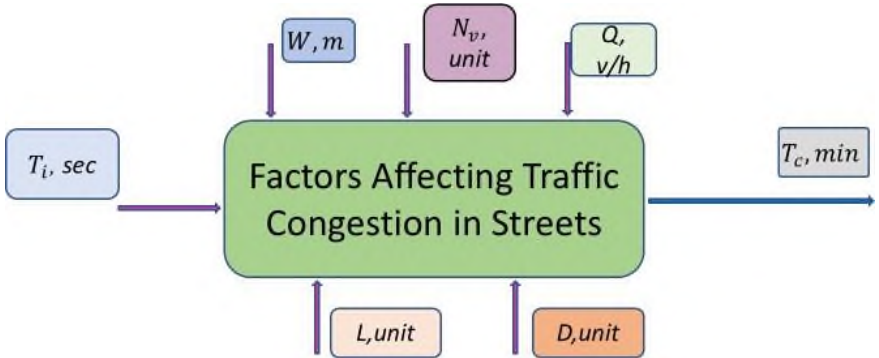 W, m
N_v,
unit
Q,
v/h
T_i, sec
T_c, min
Factors Affecting Traffic
Congestion in Streets
L,unit
D,unit